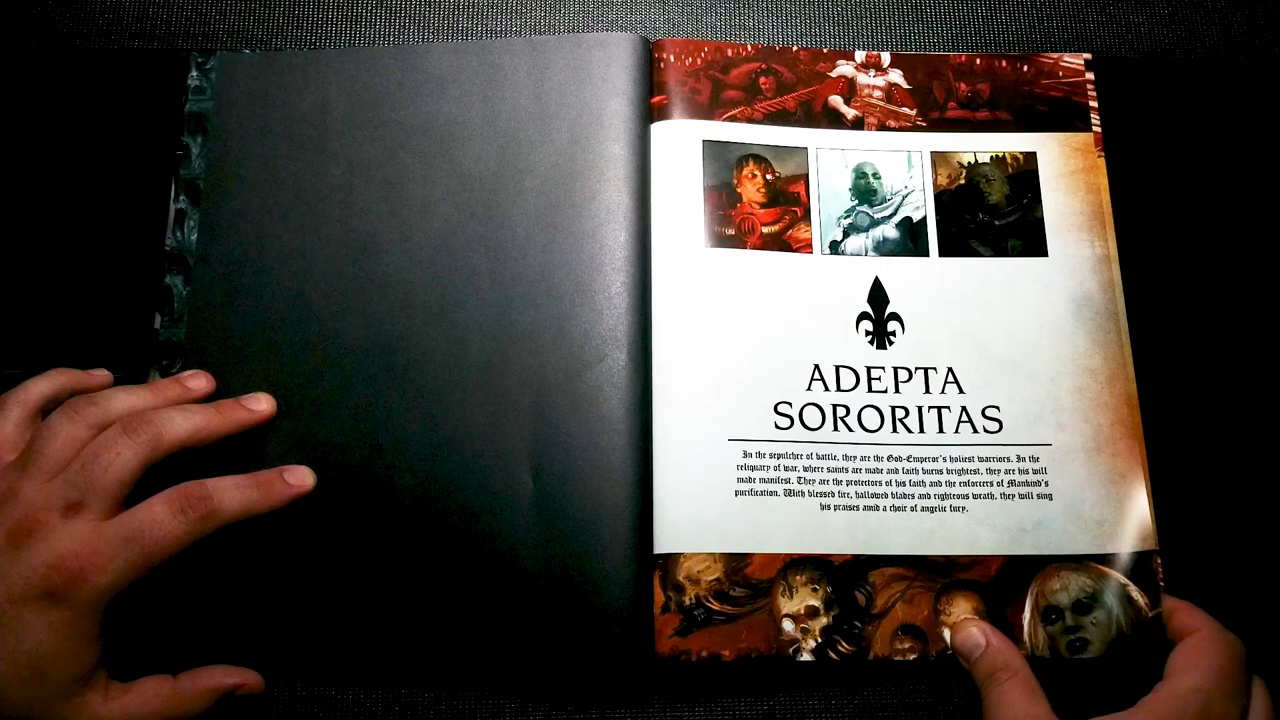 ADEPTA
SORORITAS
In the sepulchre of battle, they are the God-Emperor's holiest warriors. In the
reliquary of war, where saints are made and faith burns brightest, they are his will
made manifest. They are the protectors of his faith and the enforcers of Mankind's
purification. With blessed fire, hallowed blades and righteous wrath, they will sing
his praises amid a choir of angelic fury.